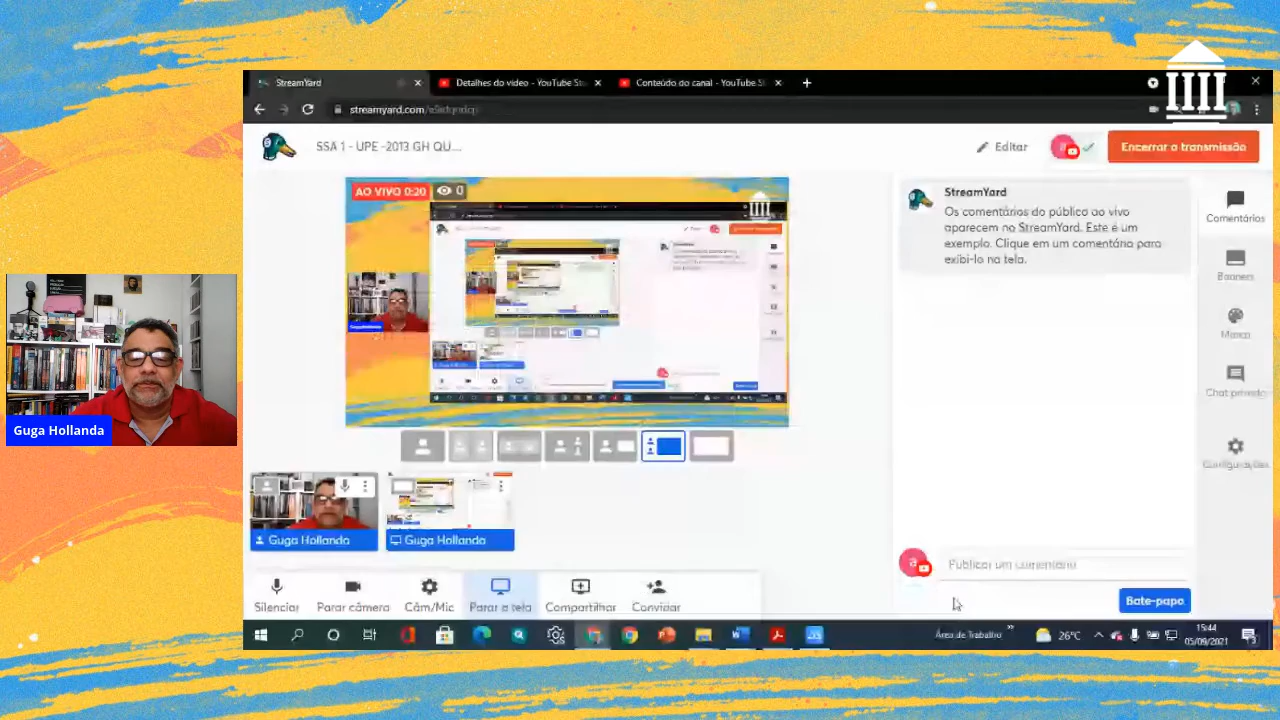 StreamYard
Detalhes do vídeo - YouTube Stu
Conteúdo do canal - YouTube S
streamyard.com/
SSA 1 - UPE -2013 GH QU...
Editar
Encerrar a transmissão
AO VIVO 0:20
0
StreamYard
Os comentários do público ao vivo
aparecem no StreamYard. Este é um
exemplo. Clique em um comentário para
exibi-lo na tela.
Comentários
Banners
Marca
Chat privado
Configurações
Guga Hollanda
Guga Hollanda
Guga Hollanda
Publicar um comentário
Bate-papo
Silenciar
Parar câmera
Câm/Mic
Parar a tela
Compartilhar
Convidar
Área de Trabalho
26°C
15:44
05/09/2021